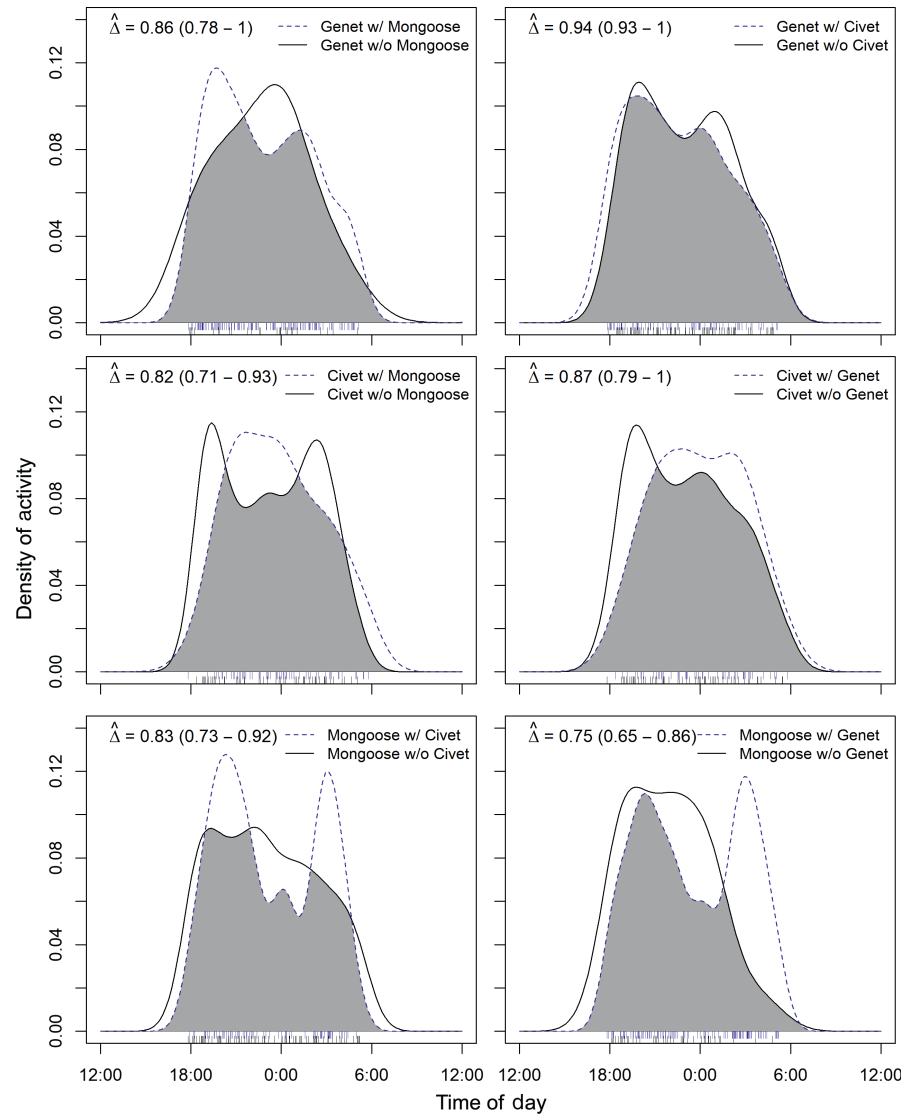 Δ̂ = 0.86 (0.78 – 1)
Genet w/ Mongoose
Genet w/o Mongoose
Δ̂ = 0.94 (0.93 – 1)
Genet w/ Civet
Genet w/o Civet
0.12
0.08
0.04
0.00
Δ̂ = 0.82 (0.71 – 0.93)
Civet w/ Mongoose
Civet w/o Mongoose
Δ̂ = 0.87 (0.79 – 1)
Civet w/ Genet
Civet w/o Genet
0.12
0.08
0.04
0.00
Density of activity
Δ̂ = 0.83 (0.73 – 0.92)
Mongoose w/ Civet
Mongoose w/o Civet
Δ̂ = 0.75 (0.65 – 0.86)
Mongoose w/ Genet
Mongoose w/o Genet
0.12
0.08
0.04
0.00
12:00 18:00 0:00 6:00 12:00
12:00 18:00 0:00 6:00 12:00
Time of day